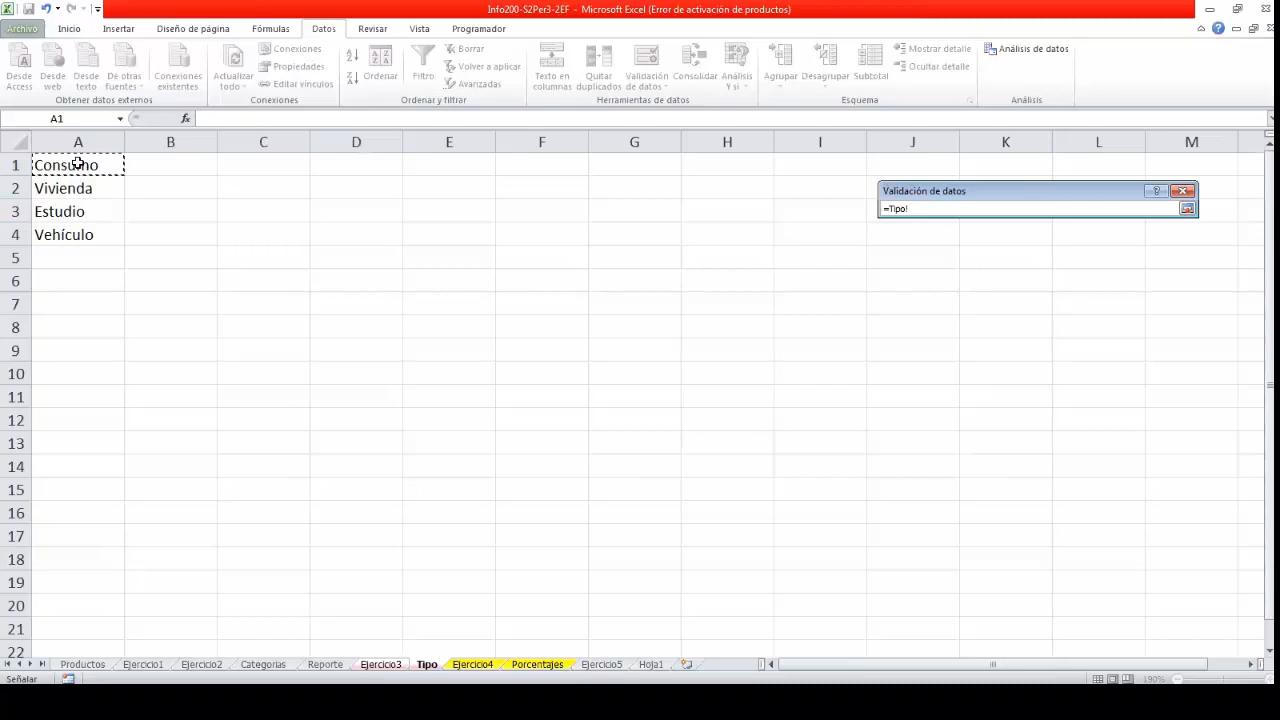 Info200-S2Per3-2EF - Microsoft Excel (Error de activación de productos)
Archivo Inicio Insertar Diseño de página Fórmulas Datos Revisar Vista Programador
Desde Access
Desde web
Desde texto
De otras fuentes
Conexiones existentes
Obtener datos externos
Actualizar todo
Conexiones
Propiedades
Editar vínculos
Conexiones
Ordenar
Filtro
Borrar
Volver a aplicar
Avanzadas
Ordenar y filtrar
Texto en columnas
Quitar duplicados
Validación de datos
Consolidar
Análisis Y si
Herramientas de datos
Agrupar
Desagrupar
Subtotal
Mostrar detalle
Ocultar detalle
Esquema
Análisis de datos
Análisis
A1 fx
A B C D E F G H I J K L M
1 Consumo
2 Vivienda
3 Estudio
4 Vehículo
5
6
7
8
9
10
11
12
13
14
15
16
17
18
19
20
21
22
Validación de datos
=Tipo!
Productos Ejercicio1 Ejercicio2 Categorias Reporte Ejercicio3 Tipo Ejercicio4 Porcentajes Ejercicio5 Hoja1
Señalar 190%